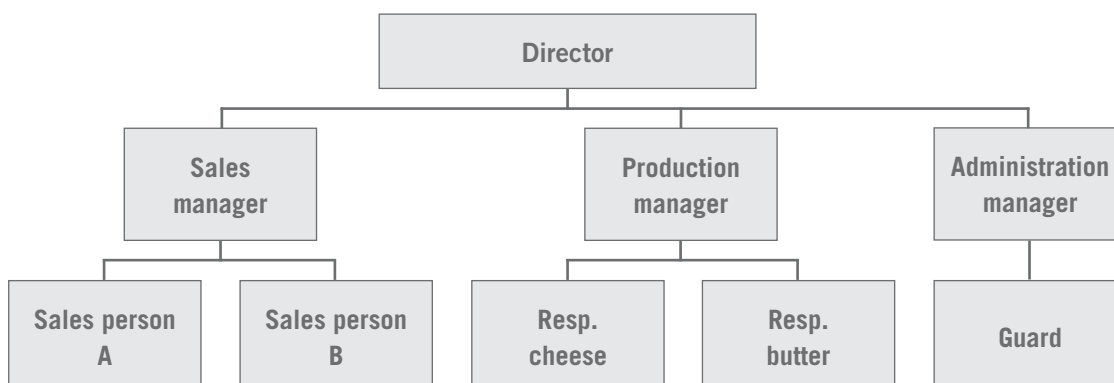 Director
Sales
manager
Production
manager
Administration
manager
Sales person
A
Sales person
B
Resp.
cheese
Resp.
butter
Guard